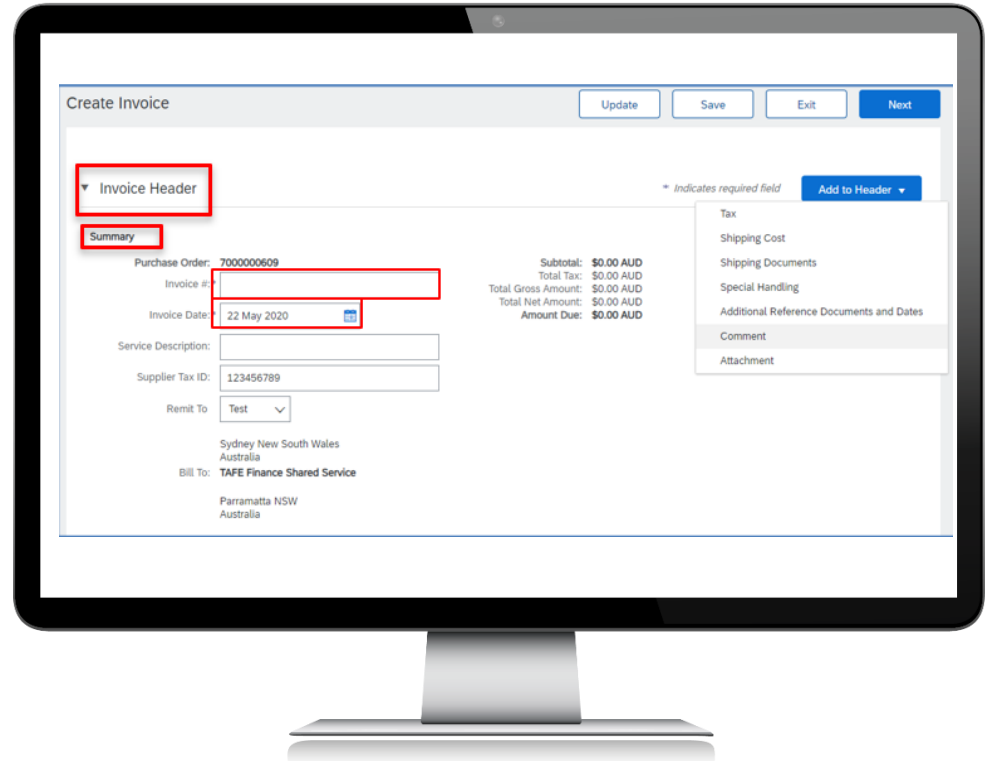 Create Invoice
Update
Save
Exit
Next
▼ Invoice Header
* Indicates required field
Add to Header ▼
Summary
Purchase Order: 7000000609
Invoice #:*
Invoice Date:* 22 May 2020
Service Description:
Supplier Tax ID: 123456789
Remit To Test
Sydney New South Wales
Australia
Bill To: TAFE Finance Shared Service
Parramatta NSW
Australia
Subtotal: $0.00 AUD
Total Tax: $0.00 AUD
Total Gross Amount: $0.00 AUD
Total Net Amount: $0.00 AUD
Amount Due: $0.00 AUD
Tax
Shipping Cost
Shipping Documents
Special Handling
Additional Reference Documents and Dates
Comment
Attachment